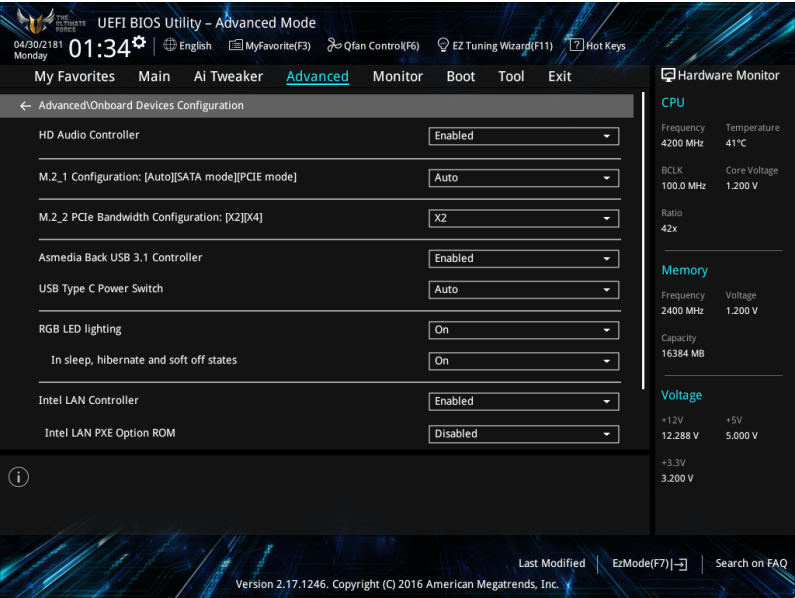 THE ULTIMATE FORCE
UEFI BIOS Utility – Advanced Mode
04/30/2181
Monday
01:34
English
MyFavorite(F3)
Qfan Control(F6)
EZ Tuning Wizard(F11)
? Hot Keys
My Favorites Main Ai Tweaker Advanced Monitor Boot Tool Exit
Hardware Monitor
Advanced\Onboard Devices Configuration
HD Audio Controller Enabled
M.2_1 Configuration: [Auto][SATA mode][PCIE mode] Auto
M.2_2 PCIe Bandwidth Configuration: [X2][X4] X2
Asmedia Back USB 3.1 Controller Enabled
USB Type C Power Switch Auto
RGB LED lighting On
In sleep, hibernate and soft off states On
Intel LAN Controller Enabled
Intel LAN PXE Option ROM Disabled
CPU
Frequency Temperature
4200 MHz 41°C
BCLK Core Voltage
100.0 MHz 1.200 V
Ratio
42x
Memory
Frequency Voltage
2400 MHz 1.200 V
Capacity
16384 MB
Voltage
+12V +5V
12.288 V 5.000 V
+3.3V
3.200 V
i
Last Modified
EzMode(F7)
Search on FAQ
Version 2.17.1246. Copyright (C) 2016 American Megatrends, Inc.